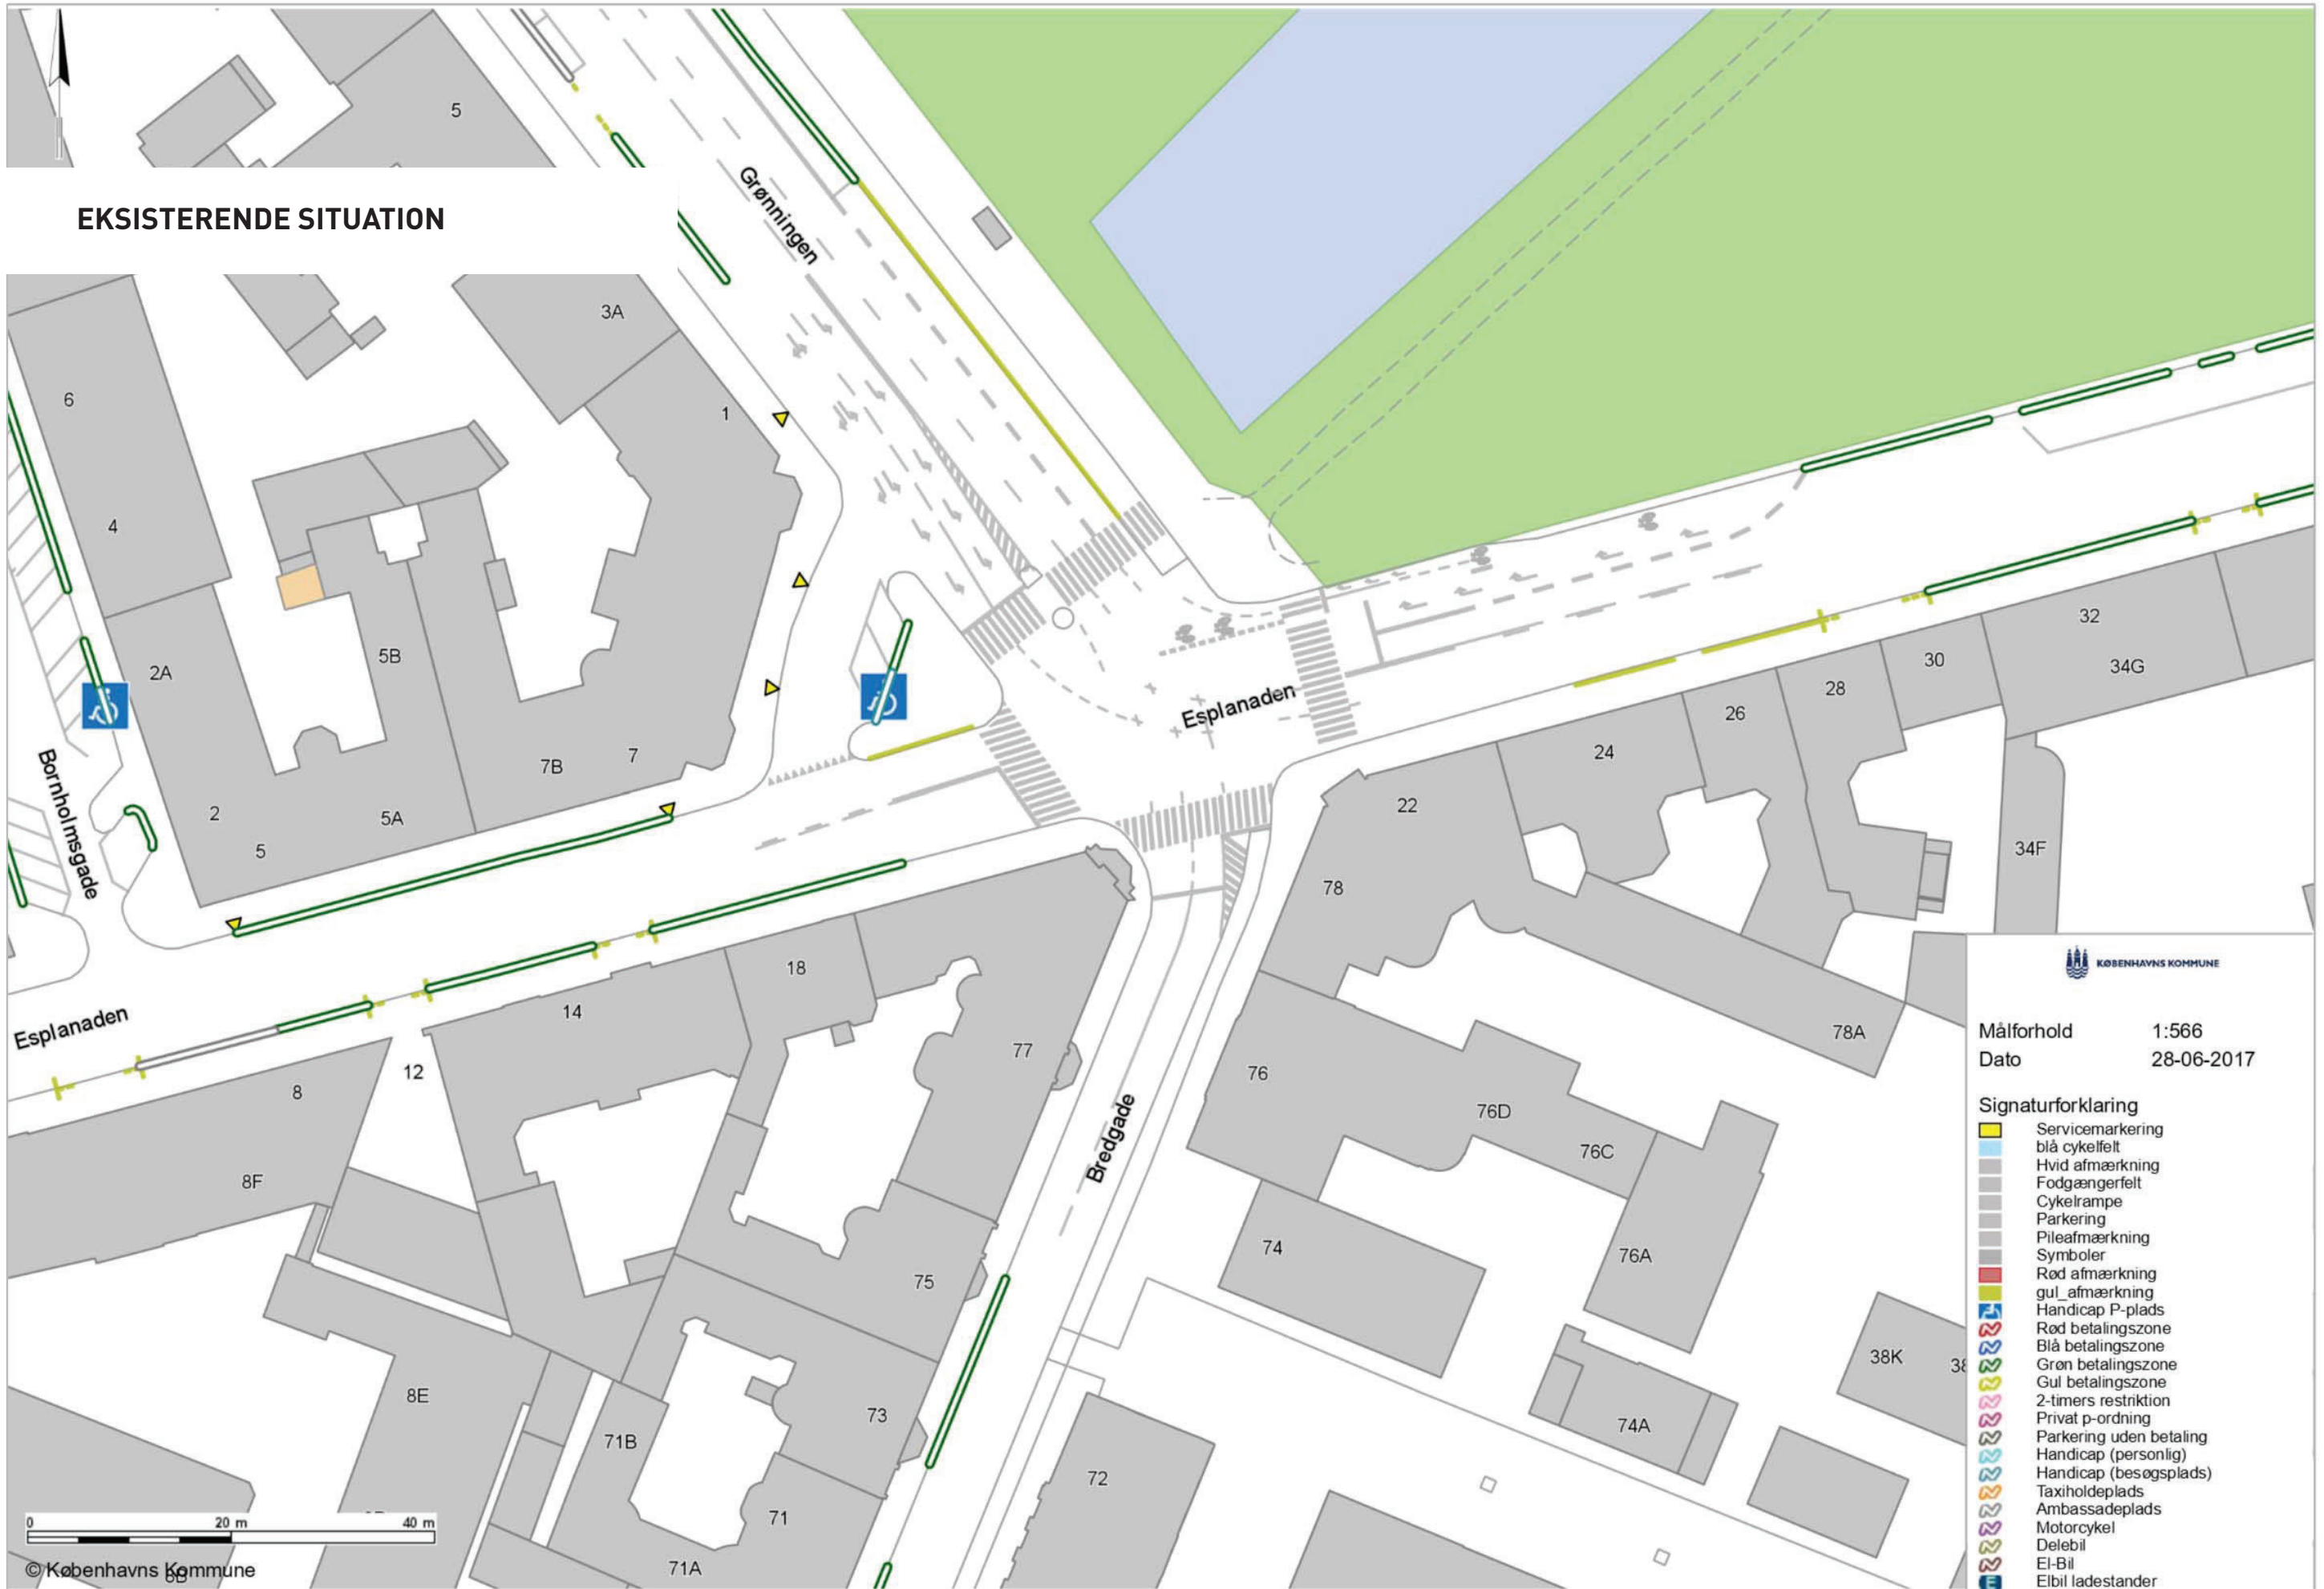 5
EKSISTERENDE SITUATION
Grønningen
3A
6
1
4
2A
5B
7
7B
2
5A
5
Bornholmsgade
Esplanaden
32
34G
30
28
26
24
22
78
34F
18
14
12
8
8F
77
76
76D
76C
78A
Esplanaden
Bredgade
74
76A
75
73
8E
71B
71
71A
72
74A
38K
KØBENHAVNS KOMMUNE
Målforhold 1:566
Dato 28-06-2017
Signaturforklaring
Servicemarkering
blå cykelfelt
Hvid afmærkning
Fodgængerfelt
Cykelrampe
Parkering
Pileafmærkning
Symboler
Rød afmærkning
gul_afmærkning
Handicap P-plads
Rød betalingszone
Blå betalingszone
Grøn betalingszone
Gul betalingszone
2-timers restriktion
Privat p-ordning
Parkering uden betaling
Handicap (personlig)
Handicap (besøgsplads)
Taxiholdeplads
Ambassadeplads
Motorcykel
Delebil
El-Bil
Elbil ladestander
0 20 m 40 m
© Københavns Kommune